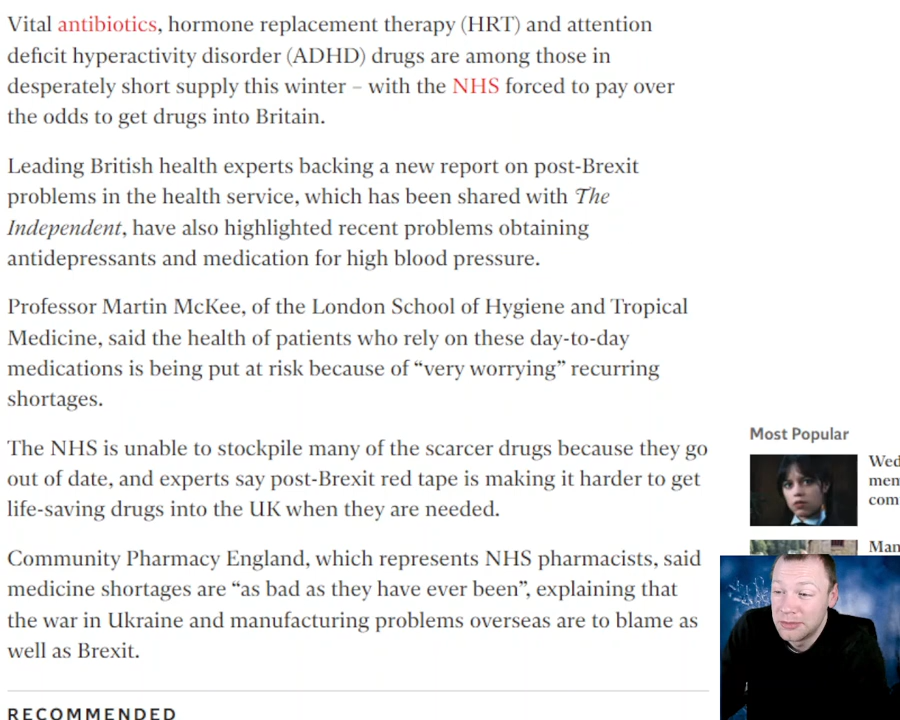 Vital antibiotics, hormone replacement therapy (HRT) and attention
deficit hyperactivity disorder (ADHD) drugs are among those in
desperately short supply this winter – with the NHS forced to pay over
the odds to get drugs into Britain.
Leading British health experts backing a new report on post-Brexit
problems in the health service, which has been shared with The
Independent, have also highlighted recent problems obtaining
antidepressants and medication for high blood pressure.
Professor Martin McKee, of the London School of Hygiene and Tropical
Medicine, said the health of patients who rely on these day-to-day
medications is being put at risk because of “very worrying” recurring
shortages.
The NHS is unable to stockpile many of the scarcer drugs because they go
out of date, and experts say post-Brexit red tape is making it harder to get
life-saving drugs into the UK when they are needed.
Community Pharmacy England, which represents NHS pharmacists, said
medicine shortages are “as bad as they have ever been”, explaining that
the war in Ukraine and manufacturing problems overseas are to blame as
well as Brexit.
RECOMMENDED
Most Popular
Wed
men
com
Man